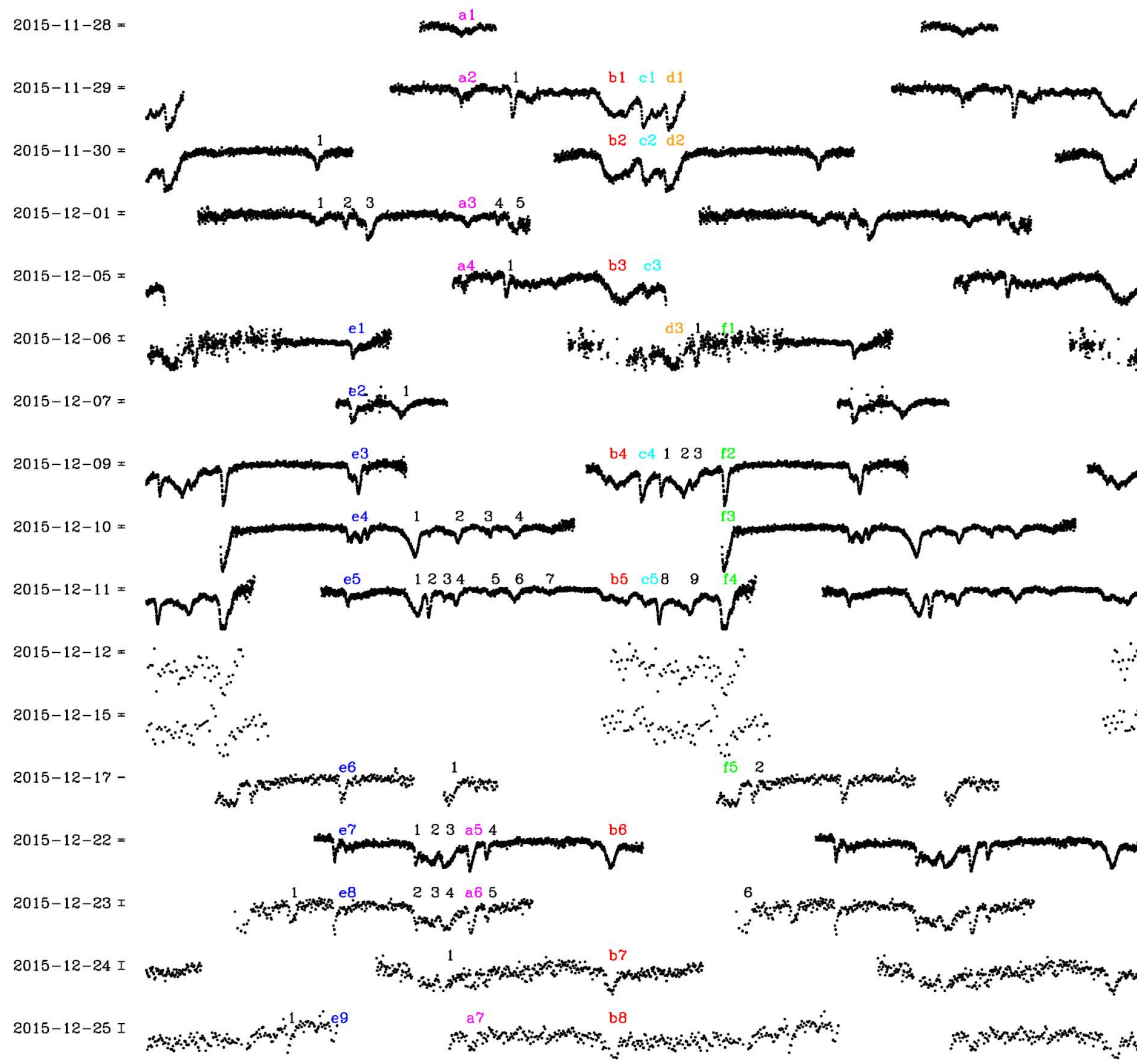 a1
2015-11-28
a2 1 b1 c1 d1
2015-11-29
1 b2 c2 d2
2015-11-30
1 2 3 a3 4 5
2015-12-01
a4 1 b3 c3
2015-12-05
e1 d3 1 f1
2015-12-06
e2 1
2015-12-07
e3 b4 c4 1 2 3 f2
2015-12-09
e4 1 2 3 4 f3
2015-12-10
e5 1 2 3 4 5 6 7 b5 c5 8 9 f4
2015-12-11
2015-12-12
2015-12-15
e6 1 f5 2
2015-12-17
e7 1 2 3 a5 4 b6
2015-12-22
1 e8 2 3 4 a6 5 6
2015-12-23
1 b7
2015-12-24
1 e9 a7 b8
2015-12-25